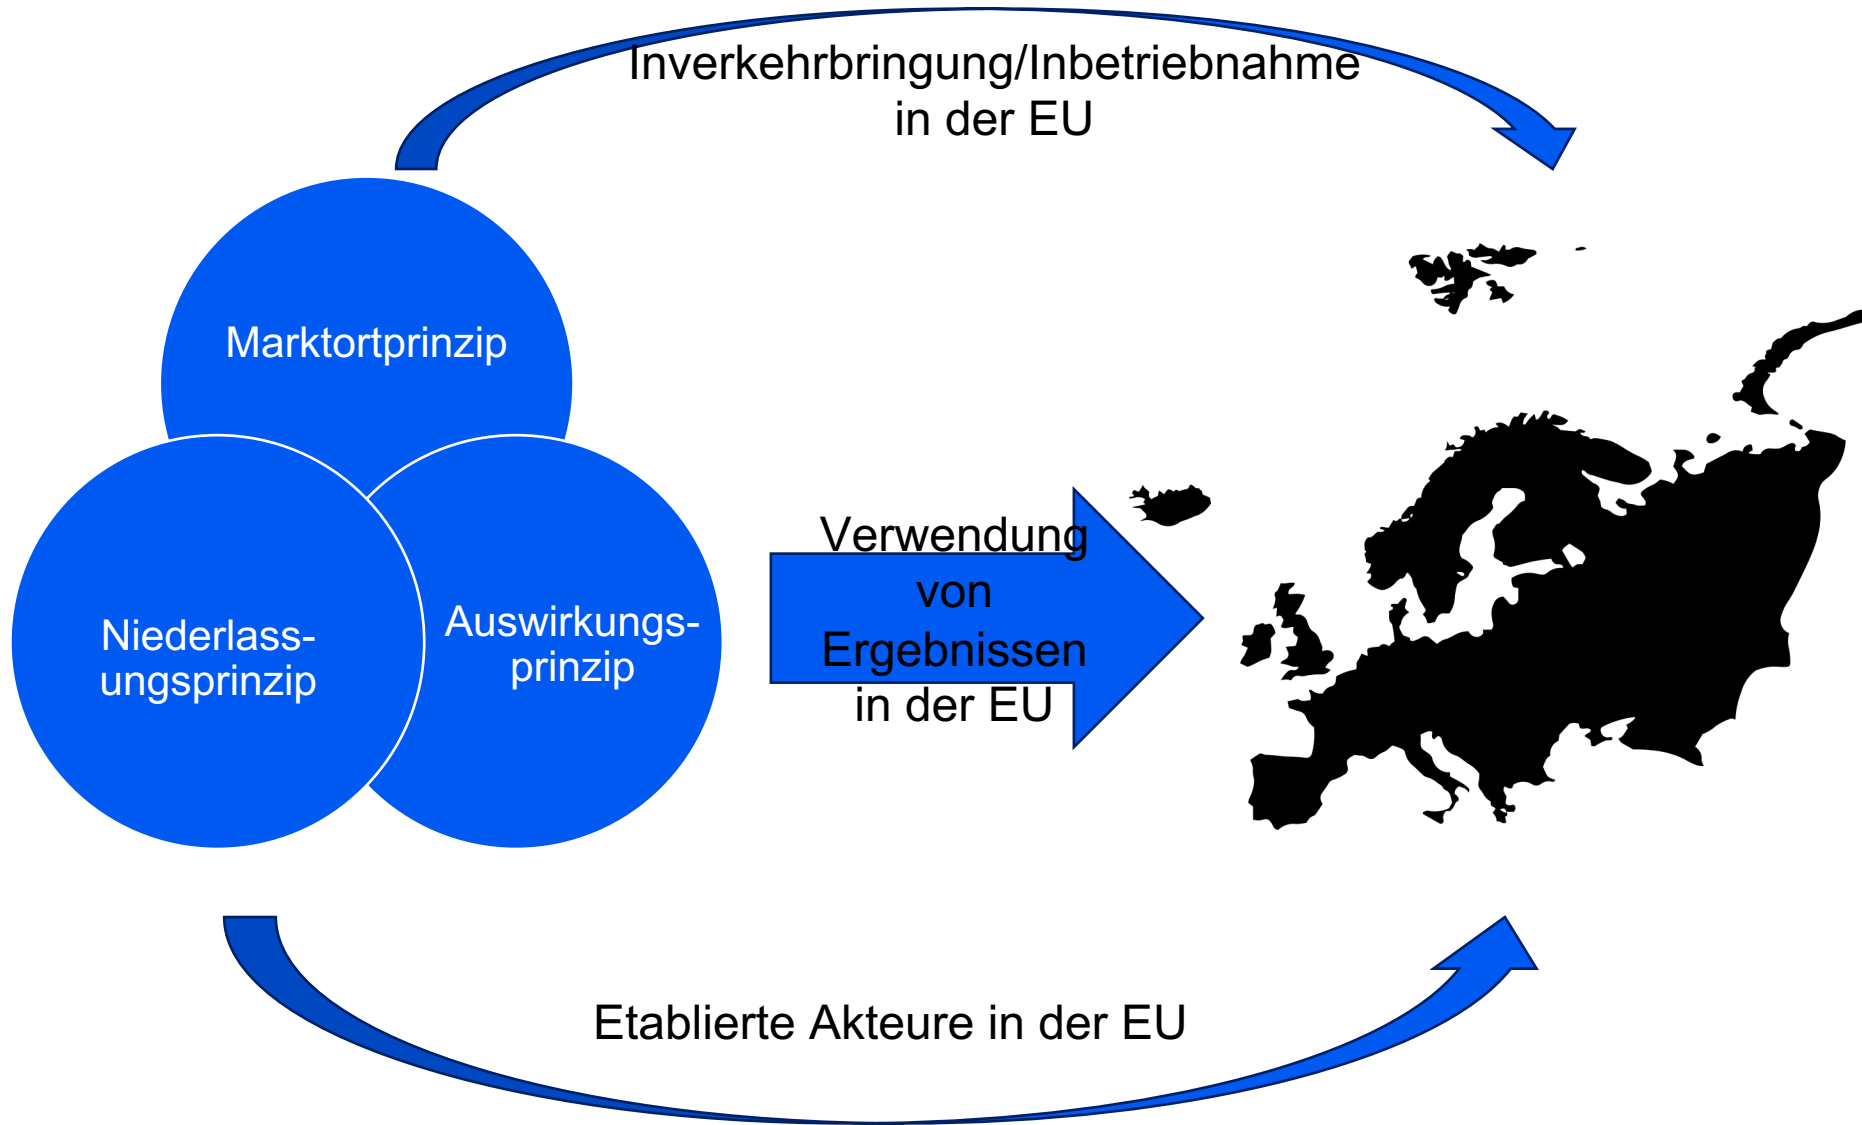 Inverkehrbringung/Inbetriebnahme
in der EU
Marktortprinzip
Niederlass-
ungsprinzip
Auswirkungs-
prinzip
Verwendung
von
Ergebnissen
in der EU
Etablierte Akteure in der EU